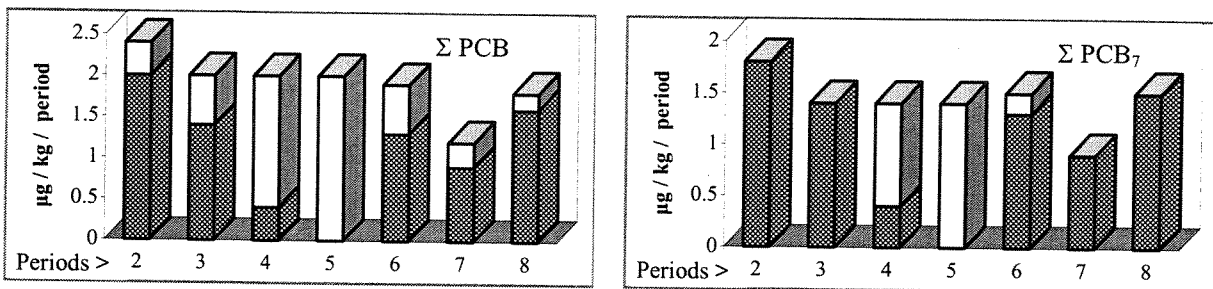 Σ PCB
2.5
2
1.5
1
0.5
0
μg / kg / period
Periods > 2 3 4 5 6 7 8
Σ PCB₇
2
1.5
1
0.5
0
μg / kg / period
Periods > 2 3 4 5 6 7 8